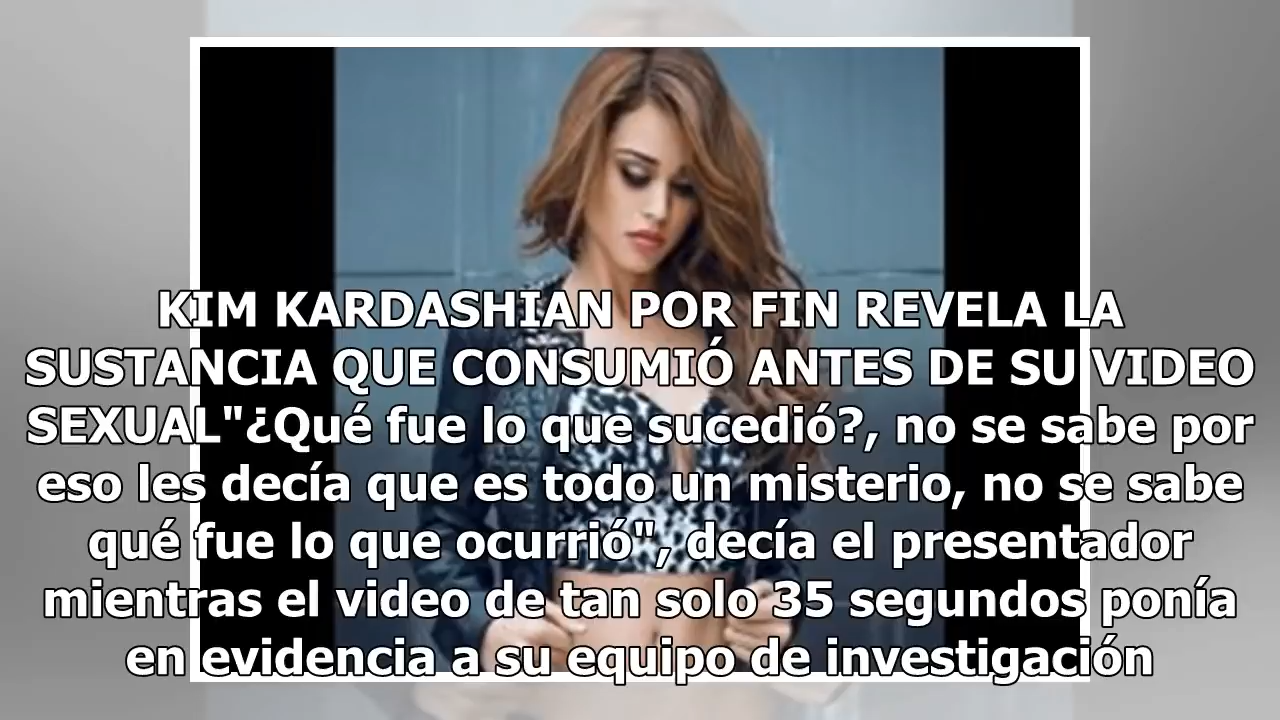 KIM KARDASHIAN POR FIN REVELA LA
SUSTANCIA QUE CONSUMIÓ ANTES DE SU VIDEO
SEXUAL"¿Qué fue lo que sucedió?, no se sabe por
eso les decía que es todo un misterio, no se sabe
qué fue lo que ocurrió", decía el presentador
mientras el video de tan solo 35 segundos ponía
en evidencia a su equipo de investigación